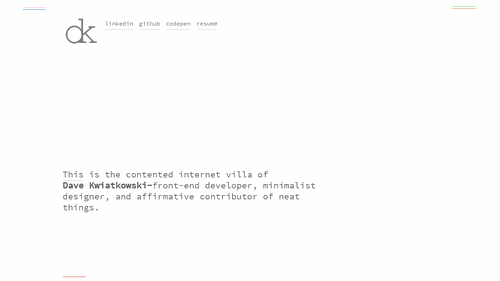 dk
linkedin github codepen résumé
This is the contented internet villa of
Dave Kwiatkowski—front-end developer, minimalist
designer, and affirmative contributor of neat
things.